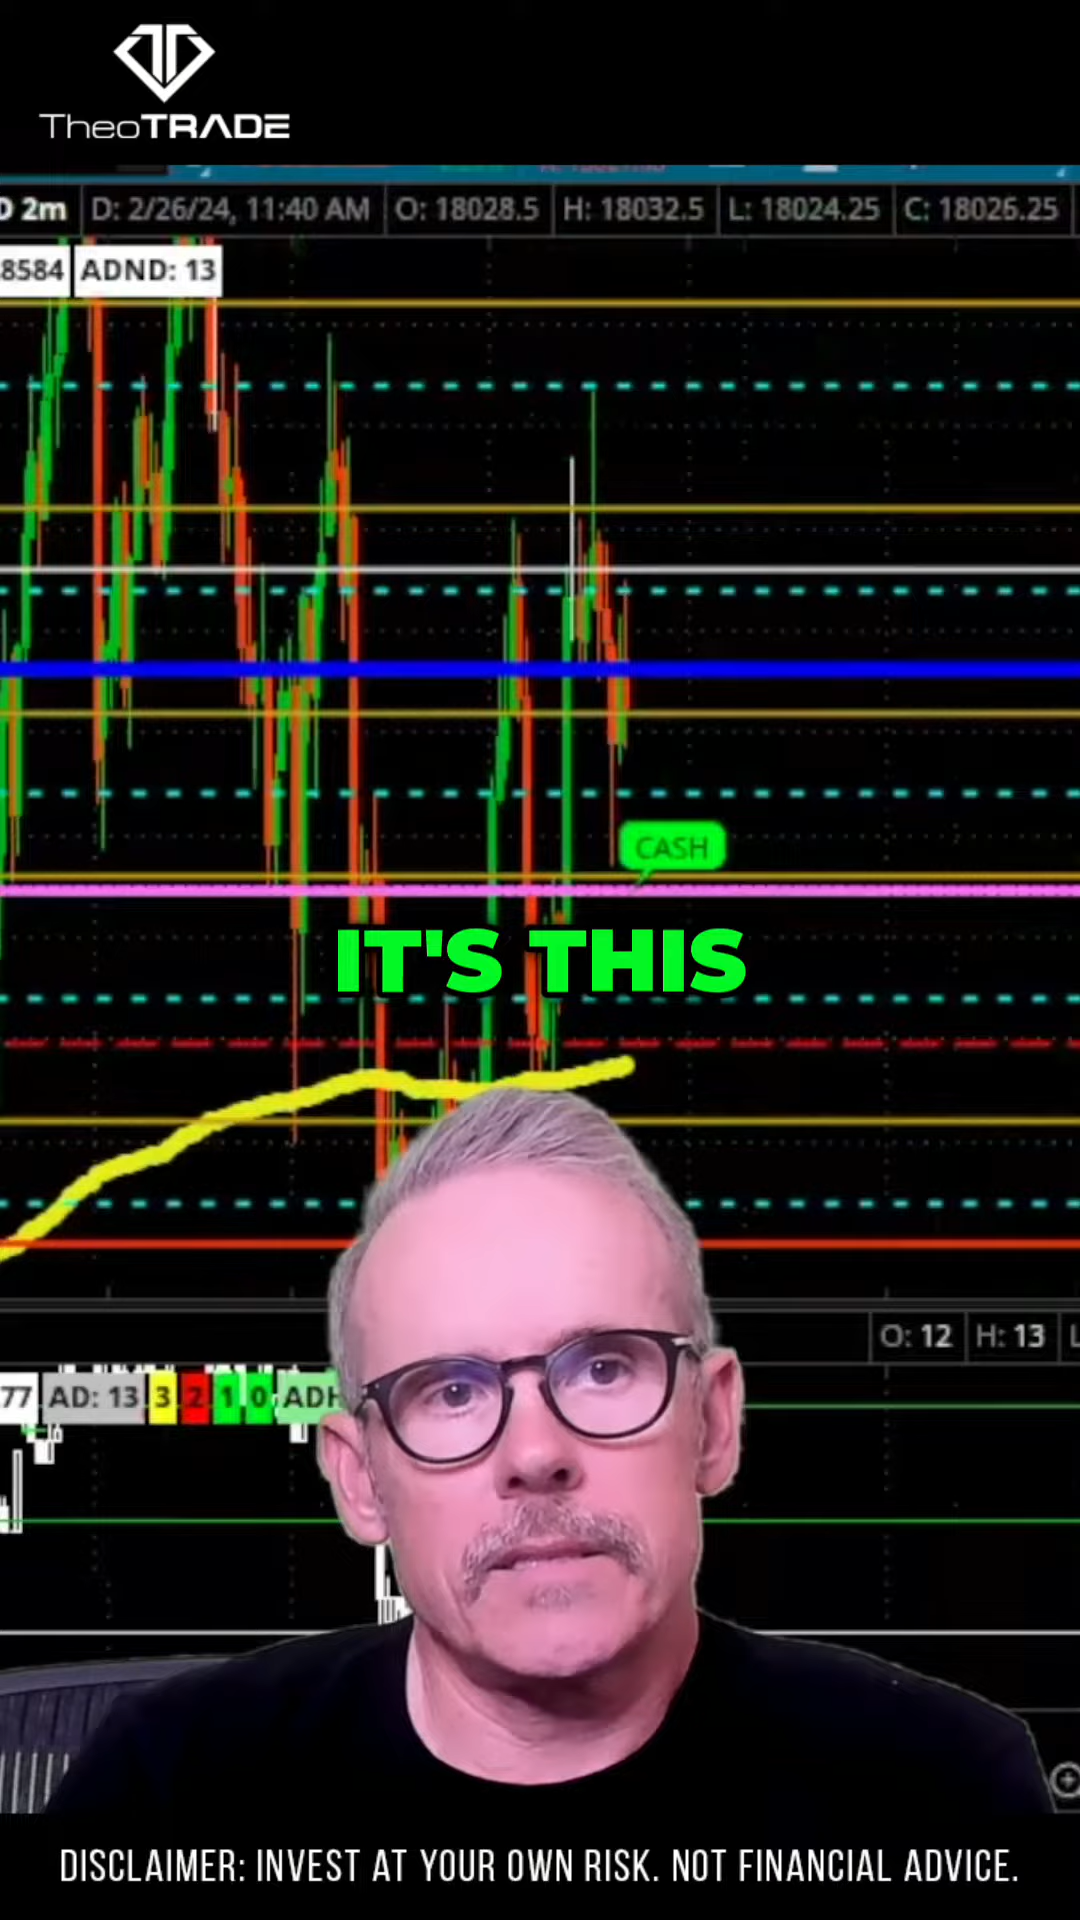 TheoTRADE
D 2m D: 2/26/24, 11:40 AM O: 18028.5 H: 18032.5 L: 18024.25 C: 18026.25
8584 ADND: 13
CASH
IT'S THIS
O: 12 H: 13 L
77 AD: 13 3 2 1 0 ADH
DISCLAIMER: INVEST AT YOUR OWN RISK. NOT FINANCIAL ADVICE.